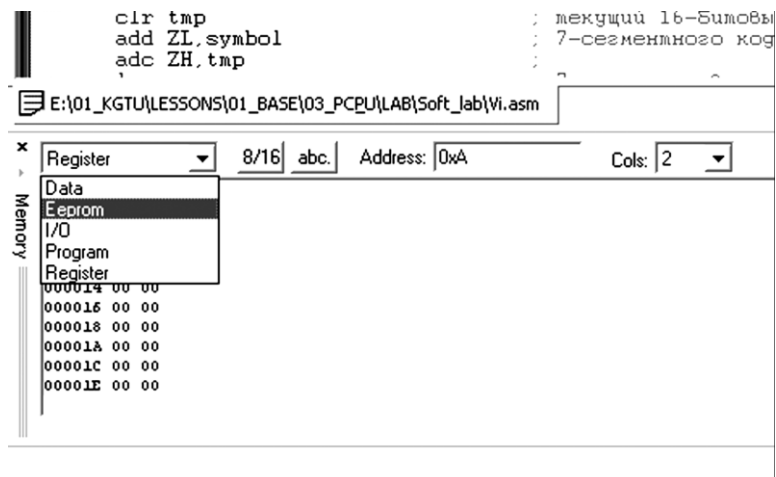 clr tmp ; текущий 16-битовы
add ZL,symbol ; 7-сегментного код
adc ZH,tmp ;
E:\01_KGTU\LESSONS\01_BASE\03_PCPU\LAB\Soft_lab\Vi.asm
Register 8/16 abc. Address: 0xA Cols: 2
Data
Eeprom
I/O
Program
Register
Memory
000014 00 00
000016 00 00
000018 00 00
00001A 00 00
00001C 00 00
00001E 00 00